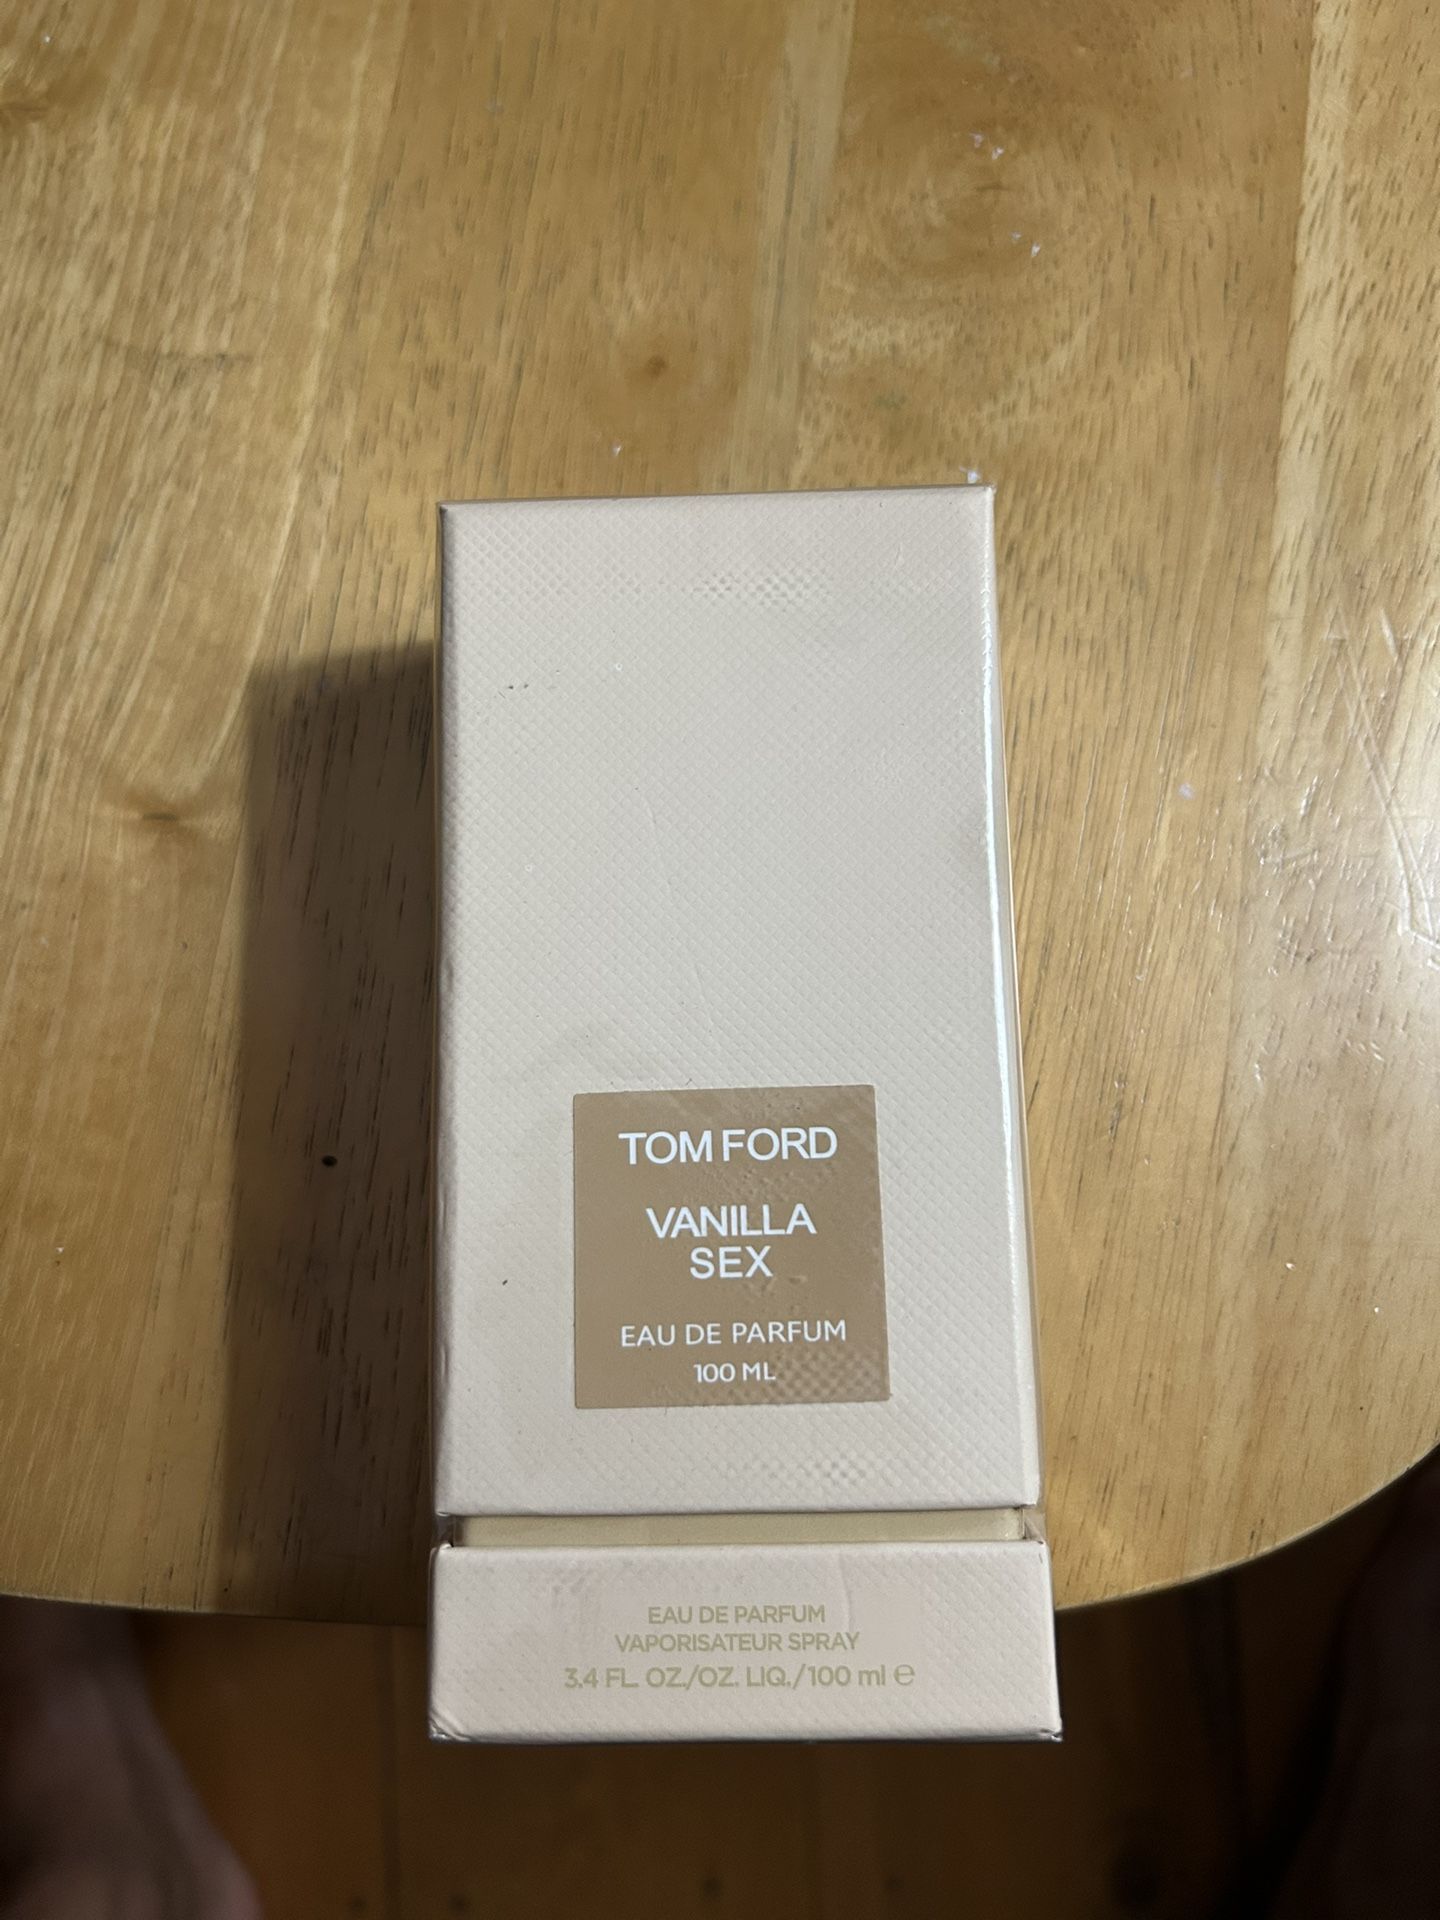 TOM FORD
VANILLA
SEX
EAU DE PARFUM
100 ML
EAU DE PARFUM
VAPORISATEUR SPRAY
3.4 FL. OZ./OZ. LIQ./100 ml ℮